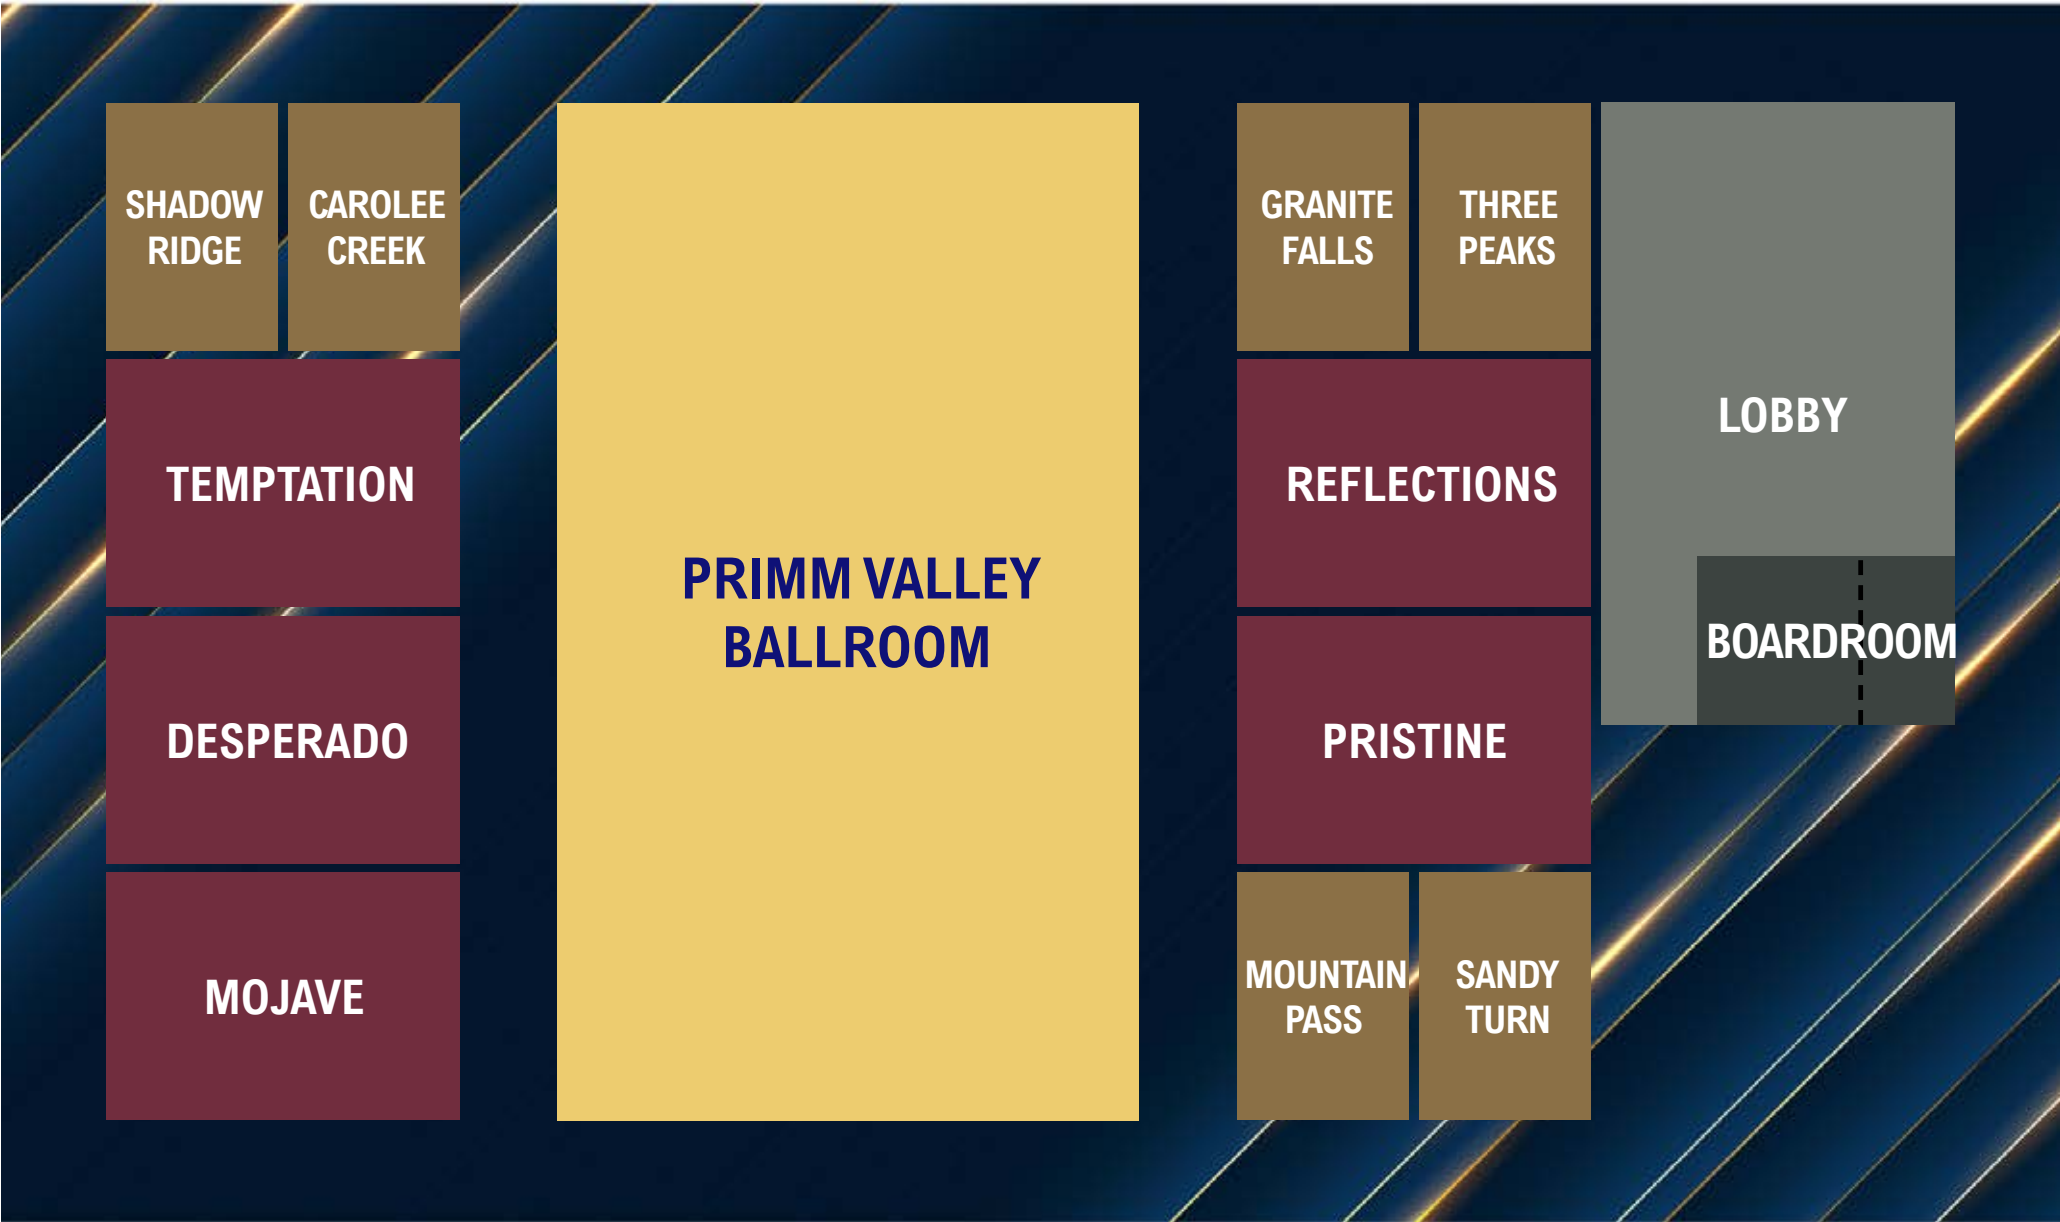 SHADOW
RIDGE
CAROLEE
CREEK
TEMPTATION
DESPERADO
MOJAVE
PRIMM VALLEY
BALLROOM
GRANITE
FALLS
THREE
PEAKS
REFLECTIONS
PRISTINE
MOUNTAIN
PASS
SANDY
TURN
LOBBY
BOARDROOM